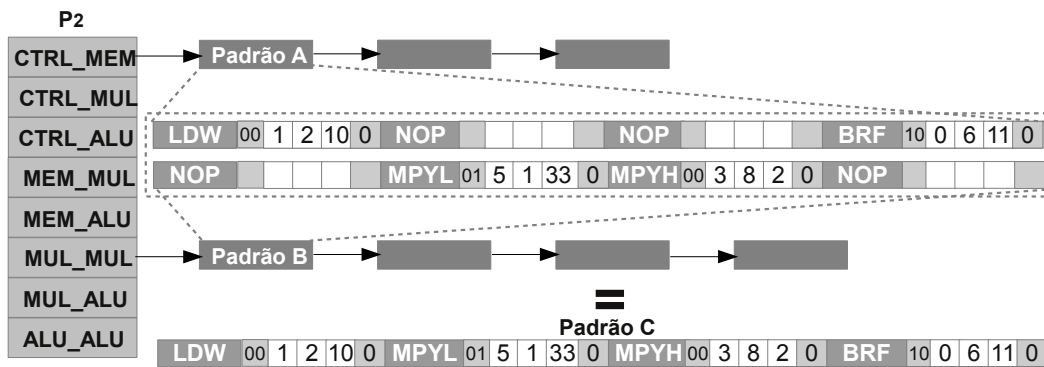 P2
CTRL_MEM Padrão A
CTRL_MUL
CTRL_ALU LDW 00 1 2 10 0 NOP NOP BRF 10 0 6 11 0
MEM_MUL NOP MPYL 01 5 1 33 0 MPYH 00 3 8 2 0 NOP
MEM_ALU
MUL_MUL Padrão B
MUL_ALU =
Padrão C
ALU_ALU LDW 00 1 2 10 0 MPYL 01 5 1 33 0 MPYH 00 3 8 2 0 BRF 10 0 6 11 0